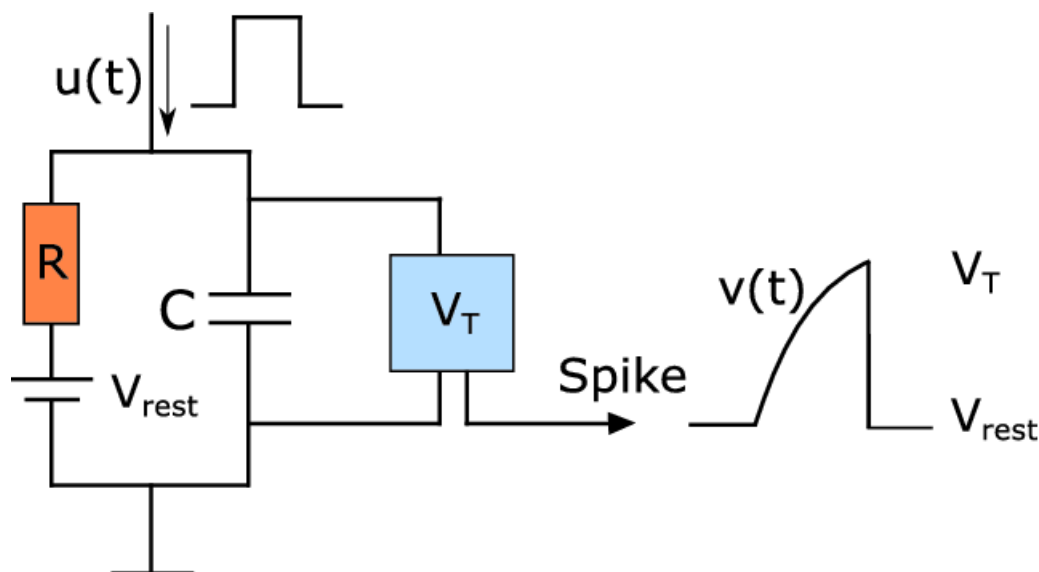 u(t)
R
C
V_T
V_rest
Spike
v(t)
V_T
V_rest